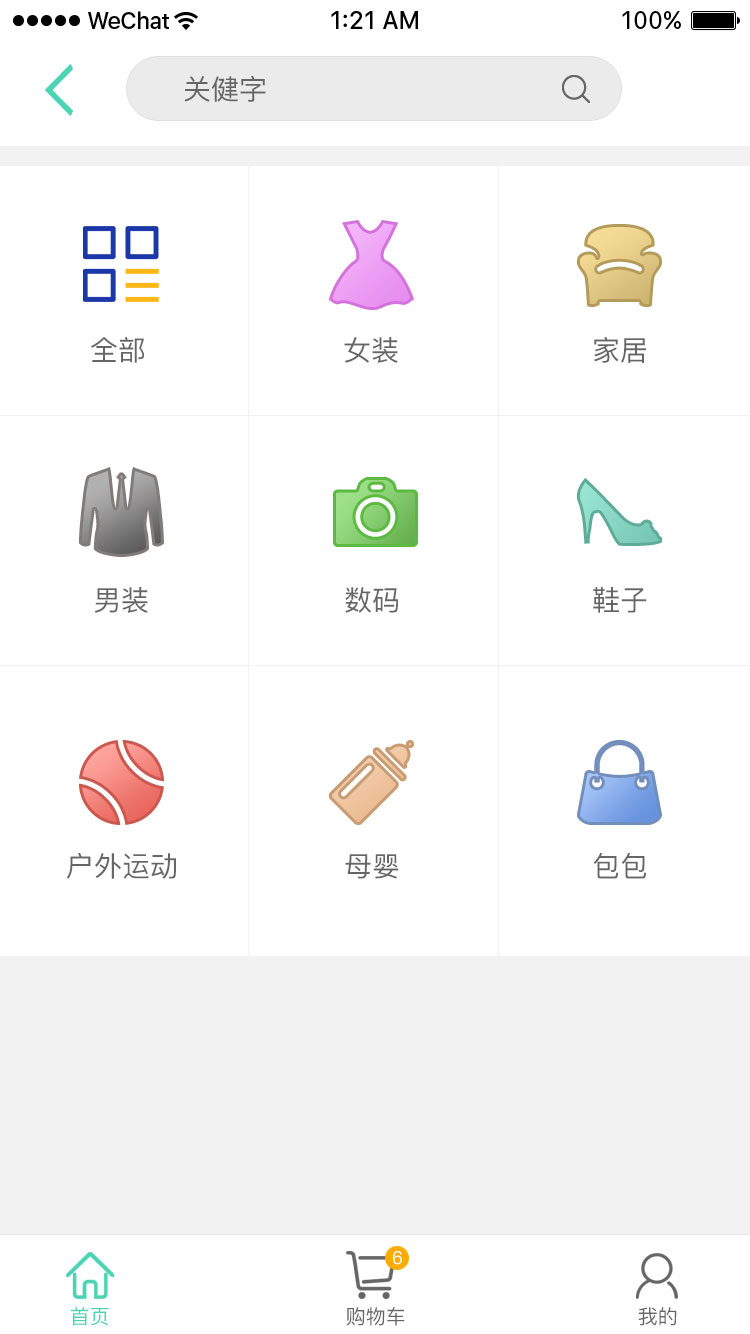 WeChat 1:21 AM 100%
关健字
全部 女装 家居
男装 数码 鞋子
户外运动 母婴 包包
6
首页 购物车 我的